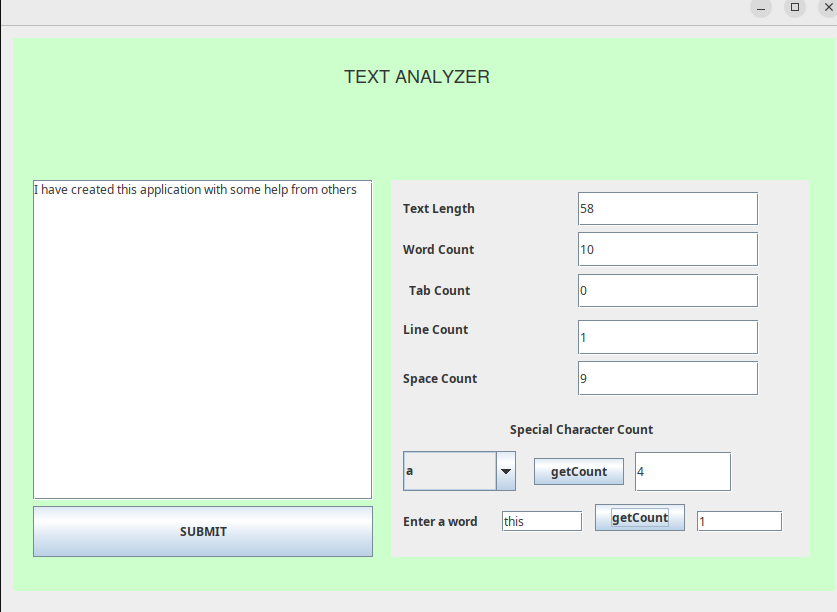 TEXT ANALYZER
I have created this application with some help from others
SUBMIT
Text Length 58
Word Count 10
Tab Count 0
Line Count 1
Space Count 9
Special Character Count
a getCount 4
Enter a word this getCount 1